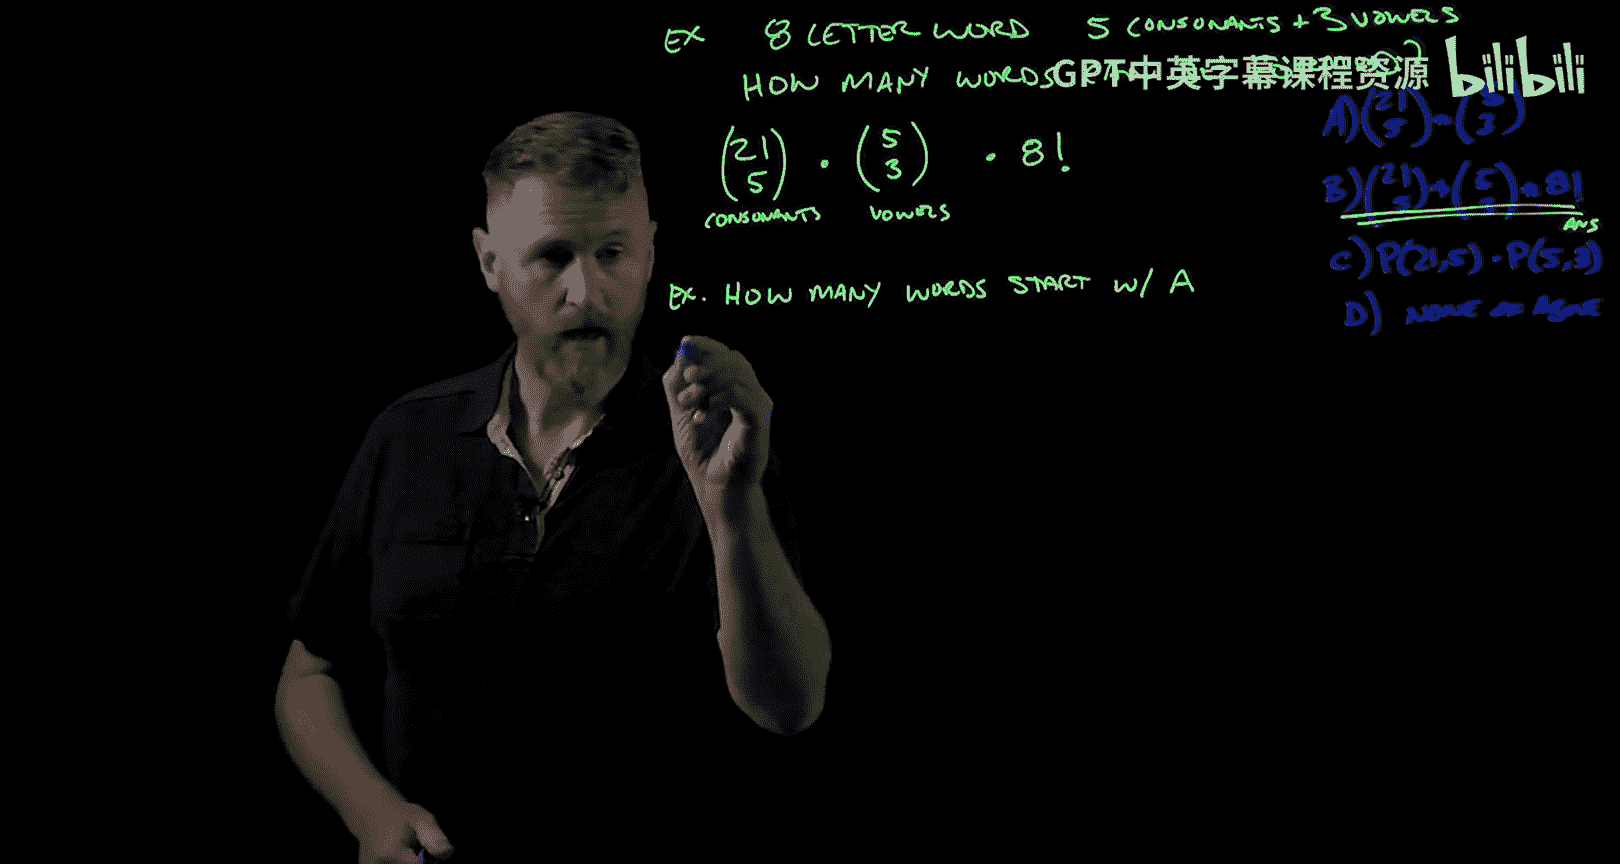 EX 8 LETTER WORD 5 CONSONANTS + 3 VOWELS
HOW MANY WORDS
GPT中英字幕课程资源 bilibili
(21 5) · (5 3) · 8!
CONSONANTS VOWELS
EX. HOW MANY WORDS START W/ A
A) (21 5) · (5 3)
B) (21 5) · (5 3) · 8!
ANS
C) P(21,5) · P(5,3)
D) NONE OF ABOVE